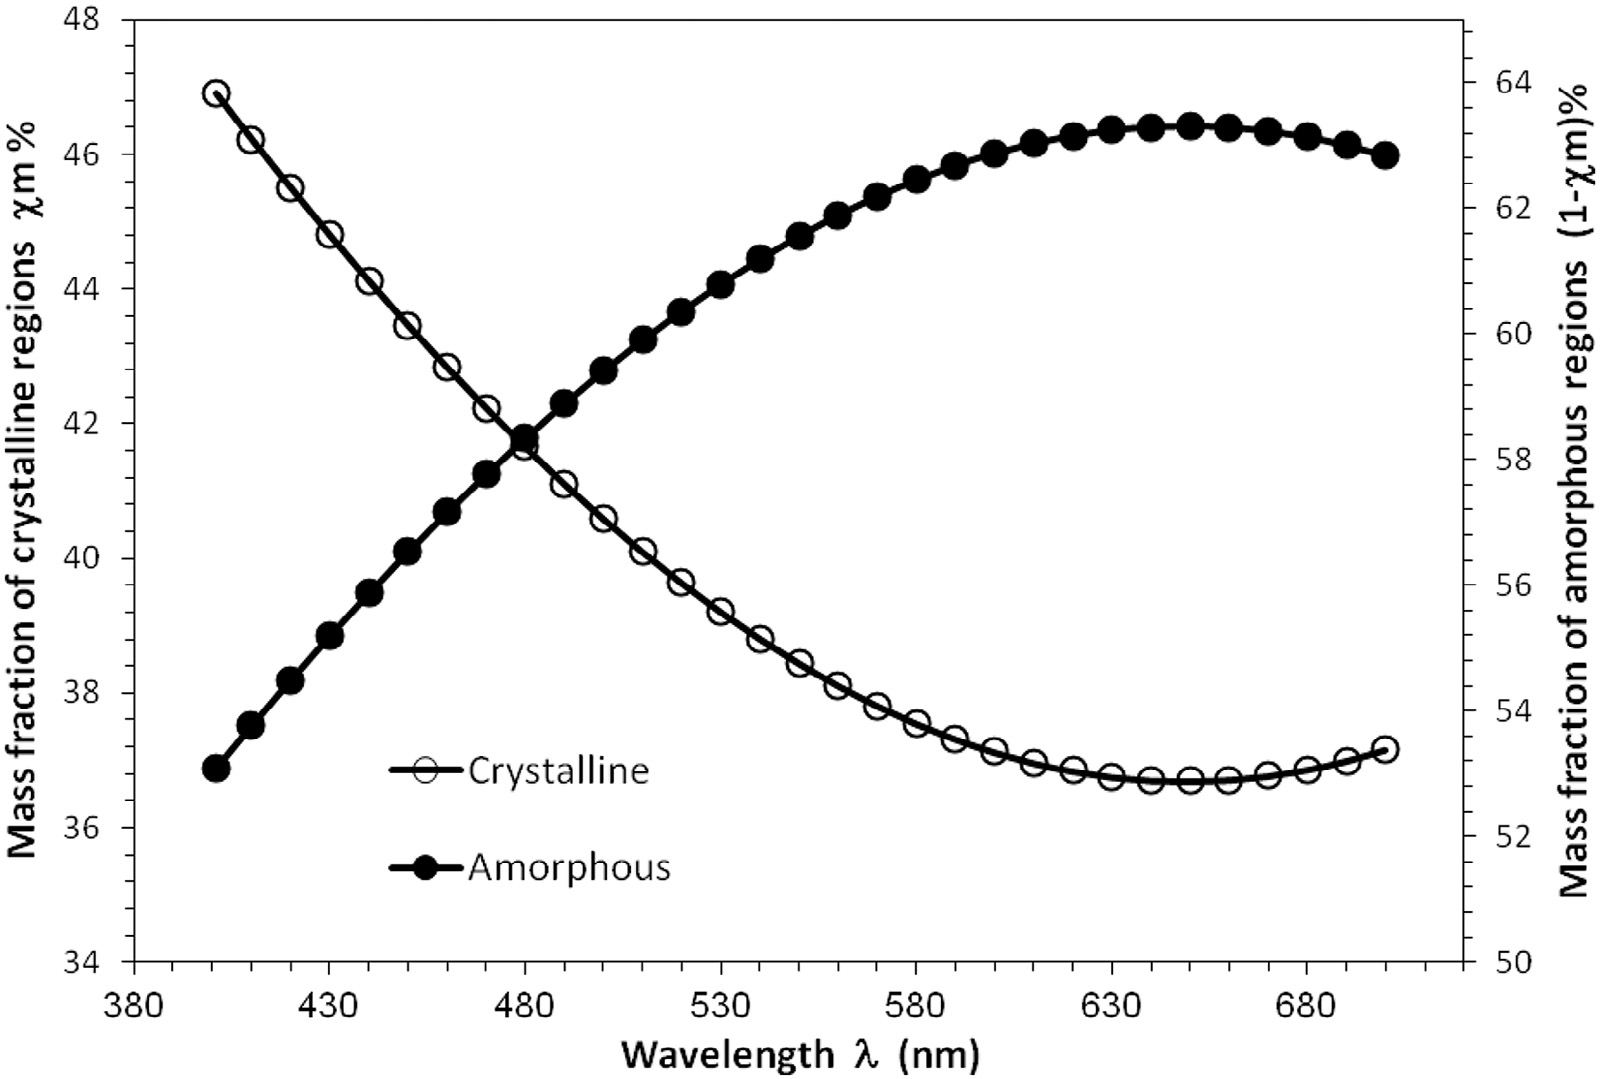 48
46
44
42
40
38
36
34
Mass fraction of crystalline regions χm %
64
62
60
58
56
54
52
50
Mass fraction of amorphous regions (1-χm)%
Crystalline
Amorphous
380 430 480 530 580 630 680
Wavelength λ (nm)